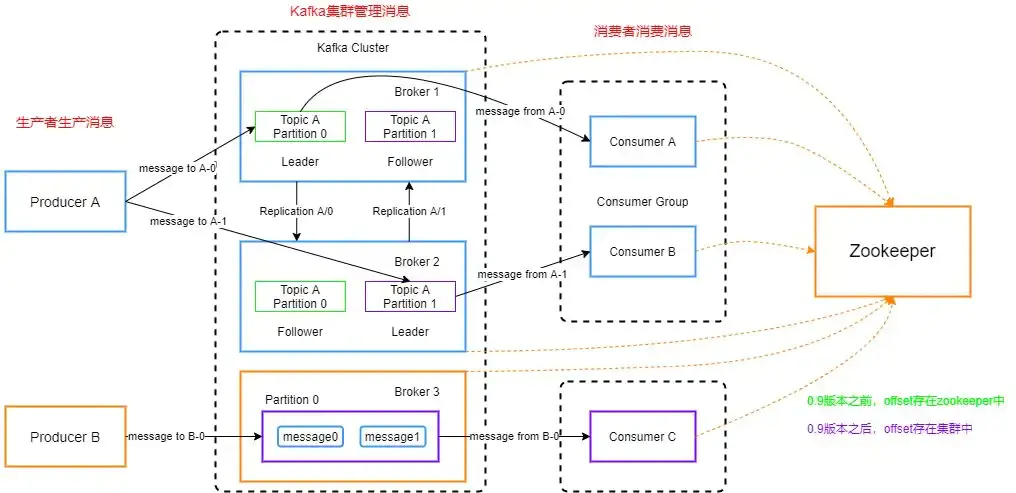 Kafka集群管理消息
消费者消费消息
Kafka Cluster
生产者生产消息
Broker 1
Topic A
Partition 0
Topic A
Partition 1
Leader
Follower
message from A-0
Consumer A
message to A-0
Producer A
message to A-1
Replication A/0
Replication A/1
Consumer Group
Zookeeper
Broker 2
Consumer B
message from A-1
Topic A
Partition 0
Topic A
Partition 1
Follower
Leader
Broker 3
Partition 0
0.9版本之前，offset存在zookeeper中
0.9版本之后，offset存在集群中
Producer B
message to B-0
message0
message1
message from B-0
Consumer C